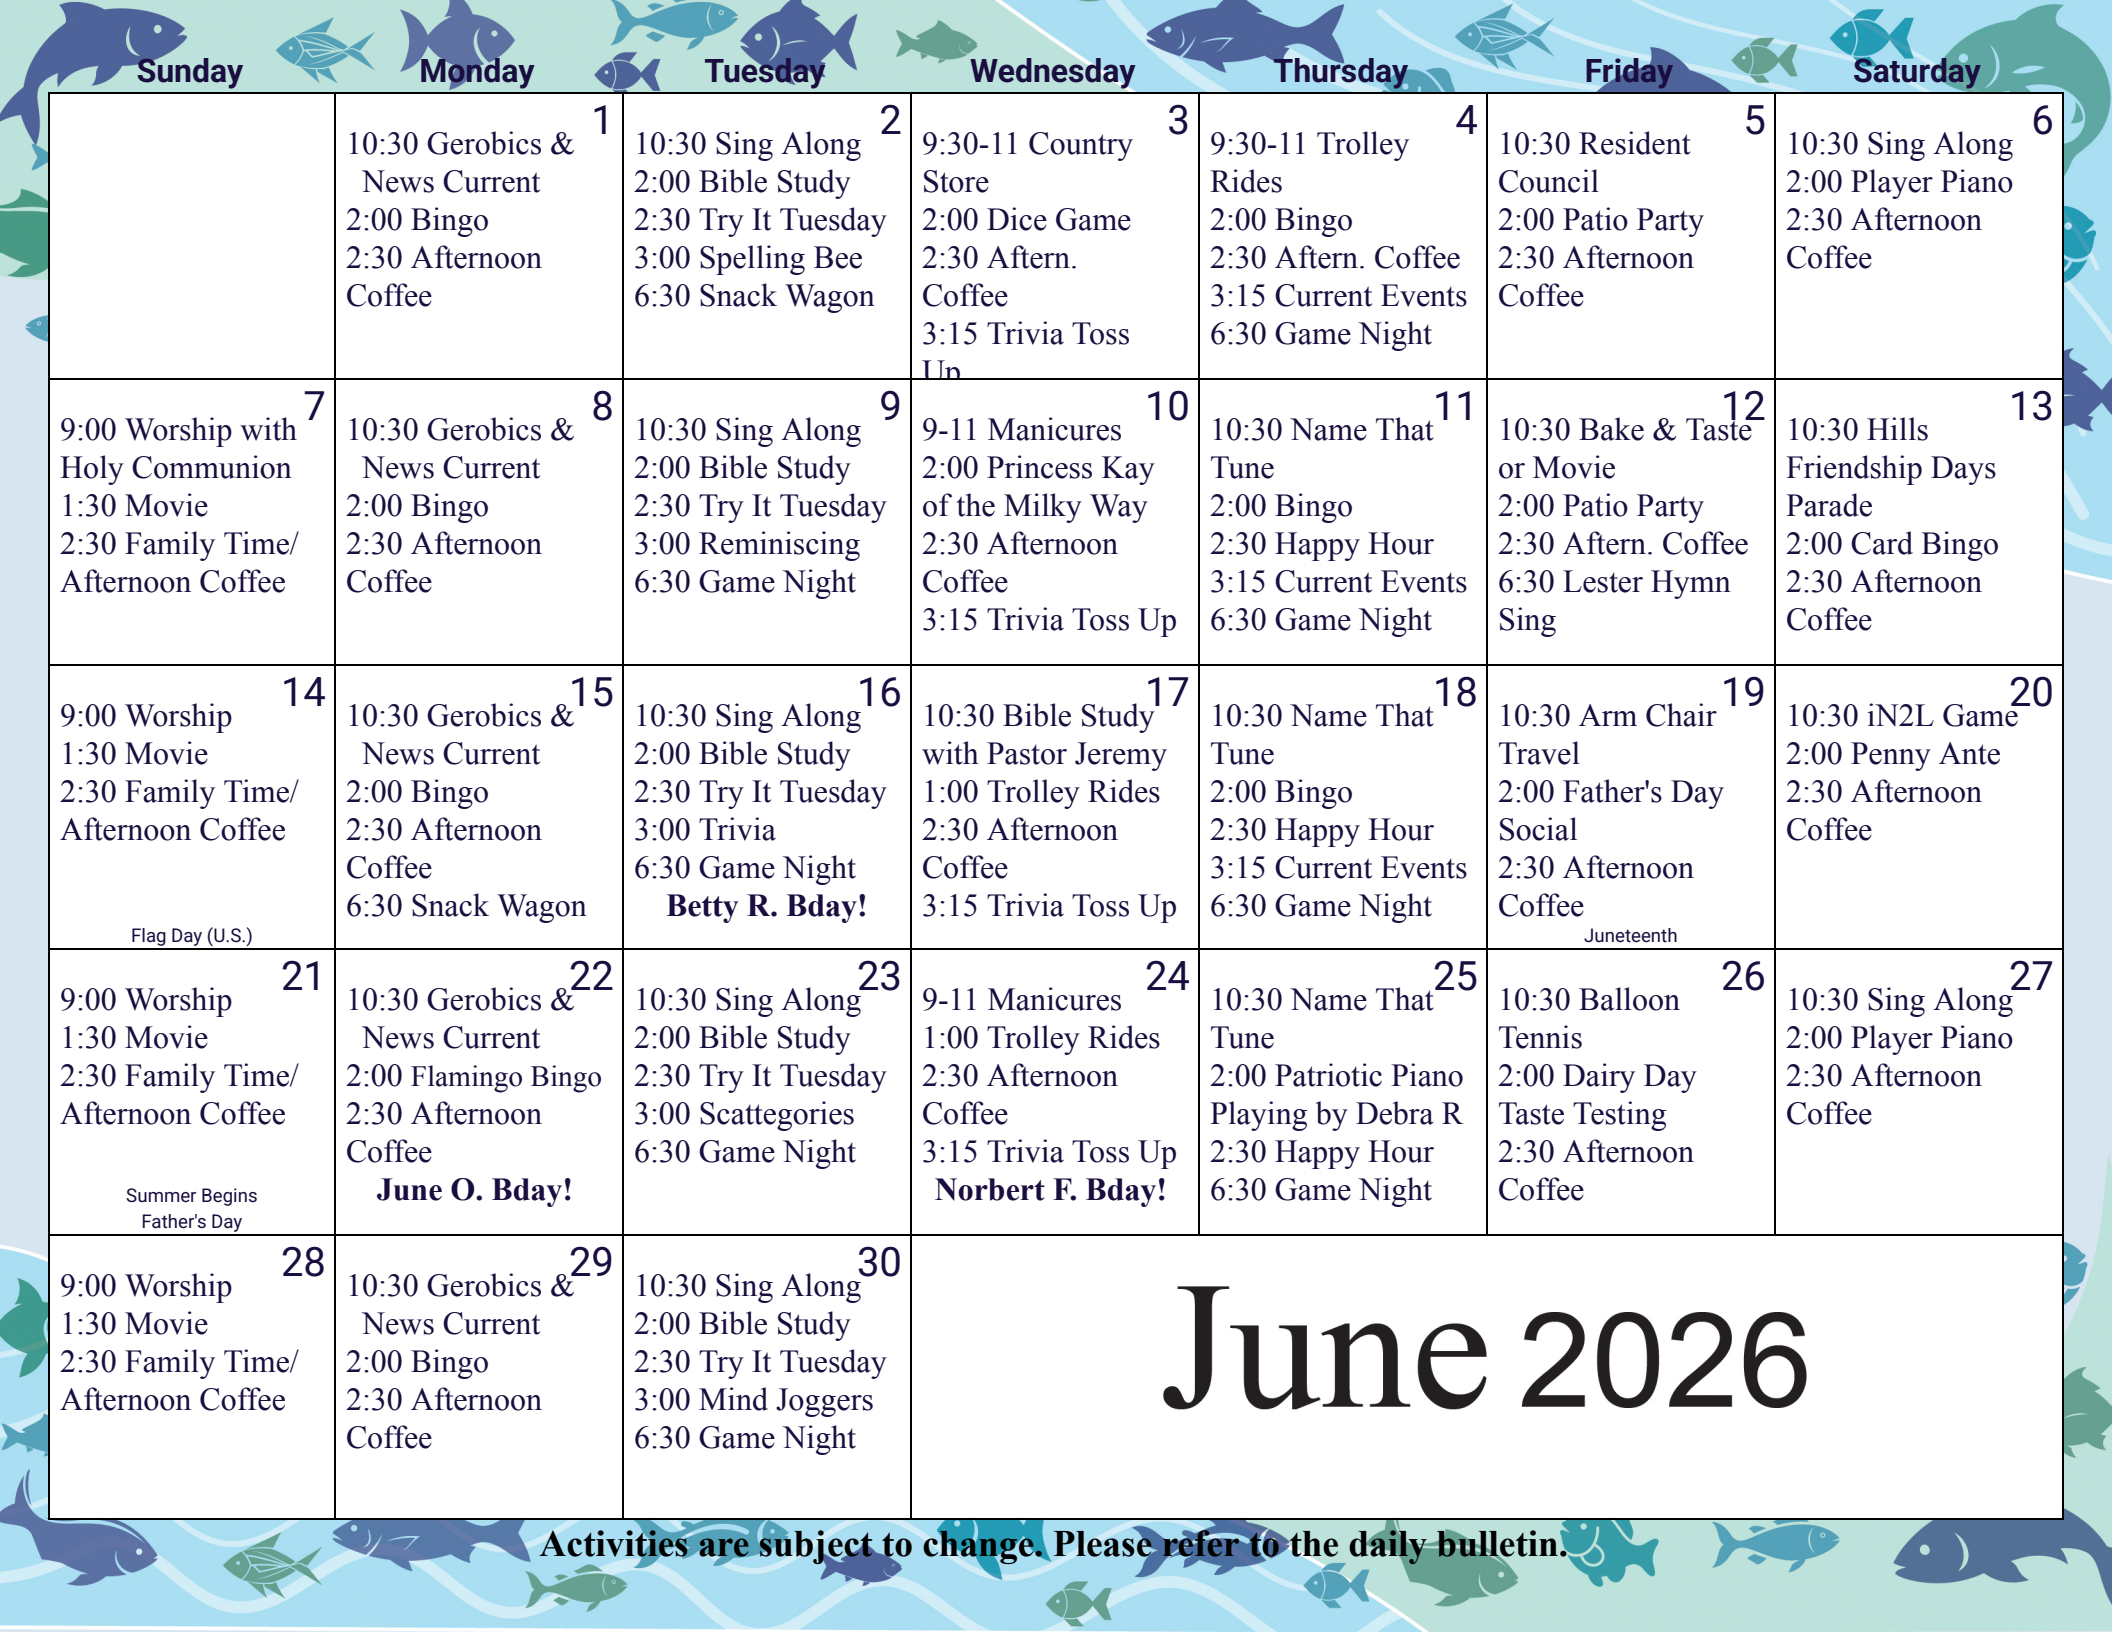 Sunday Monday Tuesday Wednesday Thursday Friday Saturday
1
10:30 Gerobics &
News Current
2:00 Bingo
2:30 Afternoon
Coffee
2
10:30 Sing Along
2:00 Bible Study
2:30 Try It Tuesday
3:00 Spelling Bee
6:30 Snack Wagon
3
9:30-11 Country
Store
2:00 Dice Game
2:30 Aftern.
Coffee
3:15 Trivia Toss
Up
4
9:30-11 Trolley
Rides
2:00 Bingo
2:30 Aftern. Coffee
3:15 Current Events
6:30 Game Night
5
10:30 Resident
Council
2:00 Patio Party
2:30 Afternoon
Coffee
6
10:30 Sing Along
2:00 Player Piano
2:30 Afternoon
Coffee
7
9:00 Worship with
Holy Communion
1:30 Movie
2:30 Family Time/
Afternoon Coffee
8
10:30 Gerobics &
News Current
2:00 Bingo
2:30 Afternoon
Coffee
9
10:30 Sing Along
2:00 Bible Study
2:30 Try It Tuesday
3:00 Reminiscing
6:30 Game Night
10
9-11 Manicures
2:00 Princess Kay
of the Milky Way
2:30 Afternoon
Coffee
3:15 Trivia Toss Up
11
10:30 Name That
Tune
2:00 Bingo
2:30 Happy Hour
3:15 Current Events
6:30 Game Night
12
10:30 Bake & Taste
or Movie
2:00 Patio Party
2:30 Aftern. Coffee
6:30 Lester Hymn
Sing
13
10:30 Hills
Friendship Days
Parade
2:00 Card Bingo
2:30 Afternoon
Coffee
14
9:00 Worship
1:30 Movie
2:30 Family Time/
Afternoon Coffee
Flag Day (U.S.)
15
10:30 Gerobics &
News Current
2:00 Bingo
2:30 Afternoon
Coffee
6:30 Snack Wagon
16
10:30 Sing Along
2:00 Bible Study
2:30 Try It Tuesday
3:00 Trivia
6:30 Game Night
Betty R. Bday!
17
10:30 Bible Study
with Pastor Jeremy
1:00 Trolley Rides
2:30 Afternoon
Coffee
3:15 Trivia Toss Up
18
10:30 Name That
Tune
2:00 Bingo
2:30 Happy Hour
3:15 Current Events
6:30 Game Night
19
10:30 Arm Chair
Travel
2:00 Father's Day
Social
2:30 Afternoon
Coffee
Juneteenth
20
10:30 iN2L Game
2:00 Penny Ante
2:30 Afternoon
Coffee
21
9:00 Worship
1:30 Movie
2:30 Family Time/
Afternoon Coffee
Summer Begins
Father's Day
22
10:30 Gerobics &
News Current
2:00 Flamingo Bingo
2:30 Afternoon
Coffee
June O. Bday!
23
10:30 Sing Along
2:00 Bible Study
2:30 Try It Tuesday
3:00 Scattegories
6:30 Game Night
24
9-11 Manicures
1:00 Trolley Rides
2:30 Afternoon
Coffee
3:15 Trivia Toss Up
Norbert F. Bday!
25
10:30 Name That
Tune
2:00 Patriotic Piano
Playing by Debra R
2:30 Happy Hour
6:30 Game Night
26
10:30 Balloon
Tennis
2:00 Dairy Day
Taste Testing
2:30 Afternoon
Coffee
27
10:30 Sing Along
2:00 Player Piano
2:30 Afternoon
Coffee
28
9:00 Worship
1:30 Movie
2:30 Family Time/
Afternoon Coffee
29
10:30 Gerobics &
News Current
2:00 Bingo
2:30 Afternoon
Coffee
30
10:30 Sing Along
2:00 Bible Study
2:30 Try It Tuesday
3:00 Mind Joggers
6:30 Game Night
June 2026
Activities are subject to change. Please refer to the daily bulletin.